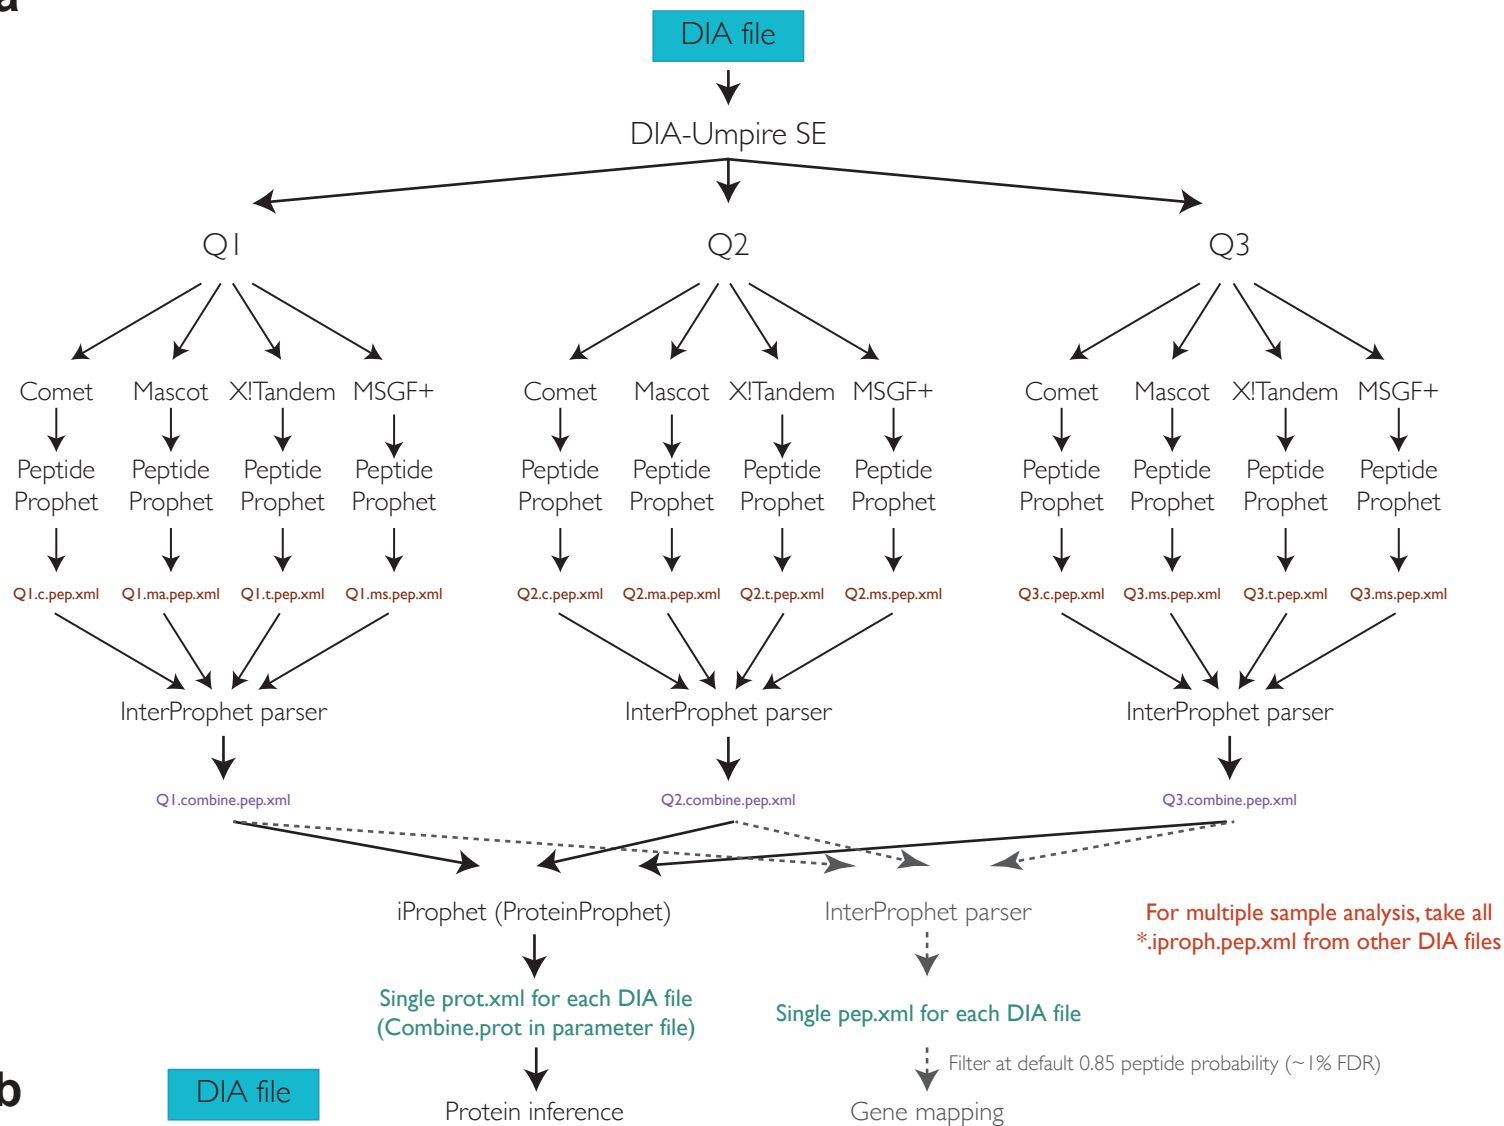 a
DIA file
DIA-Umpire SE
Q1 Q2 Q3
Comet Mascot X!Tandem MSGF+ Comet Mascot X!Tandem MSGF+ Comet Mascot X!Tandem MSGF+
Peptide Peptide Peptide Peptide Peptide Peptide Peptide Peptide Peptide Peptide Peptide Peptide
Prophet Prophet Prophet Prophet Prophet Prophet Prophet Prophet Prophet Prophet Prophet Prophet
Q1.c.pep.xml Q1.ma.pep.xml Q1.t.pep.xml Q1.ms.pep.xml Q2.c.pep.xml Q2.ma.pep.xml Q2.t.pep.xml Q2.ms.pep.xml Q3.c.pep.xml Q3.ms.pep.xml Q3.t.pep.xml Q3.ms.pep.xml
InterProphet parser InterProphet parser InterProphet parser
Q1.combine.pep.xml Q2.combine.pep.xml Q3.combine.pep.xml
iProphet (ProteinProphet) InterProphet parser
For multiple sample analysis, take all
*.iproph.pep.xml from other DIA files
Single prot.xml for each DIA file
(Combine.prot in parameter file)
Single pep.xml for each DIA file
Filter at default 0.85 peptide probability (~1% FDR)
Protein inference Gene mapping
b
DIA file